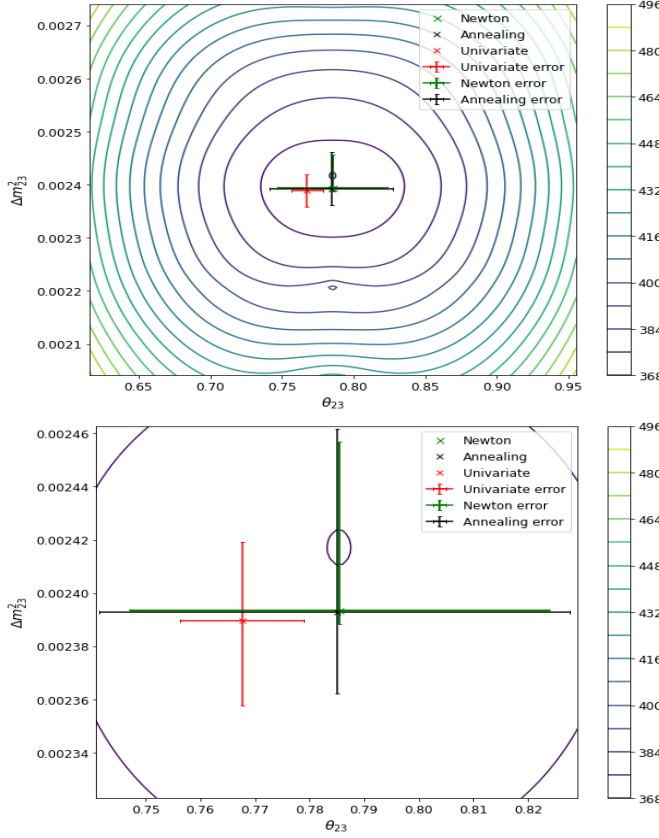 0.0027
0.0026
0.0025
0.0024
0.0023
0.0022
0.0021
Δm²₂₃
0.65
0.70
0.75
0.80
0.85
0.90
0.95
θ₂₃
Newton
Annealing
Univariate
Univariate error
Newton error
Annealing error
496
480
464
448
432
416
400
384
368
0.00246
0.00244
0.00242
0.00240
0.00238
0.00236
0.00234
Δm²₂₃
0.75
0.76
0.77
0.78
0.79
0.80
0.81
0.82
θ₂₃
Newton
Annealing
Univariate
Univariate error
Newton error
Annealing error
496
480
464
448
432
416
400
384
368